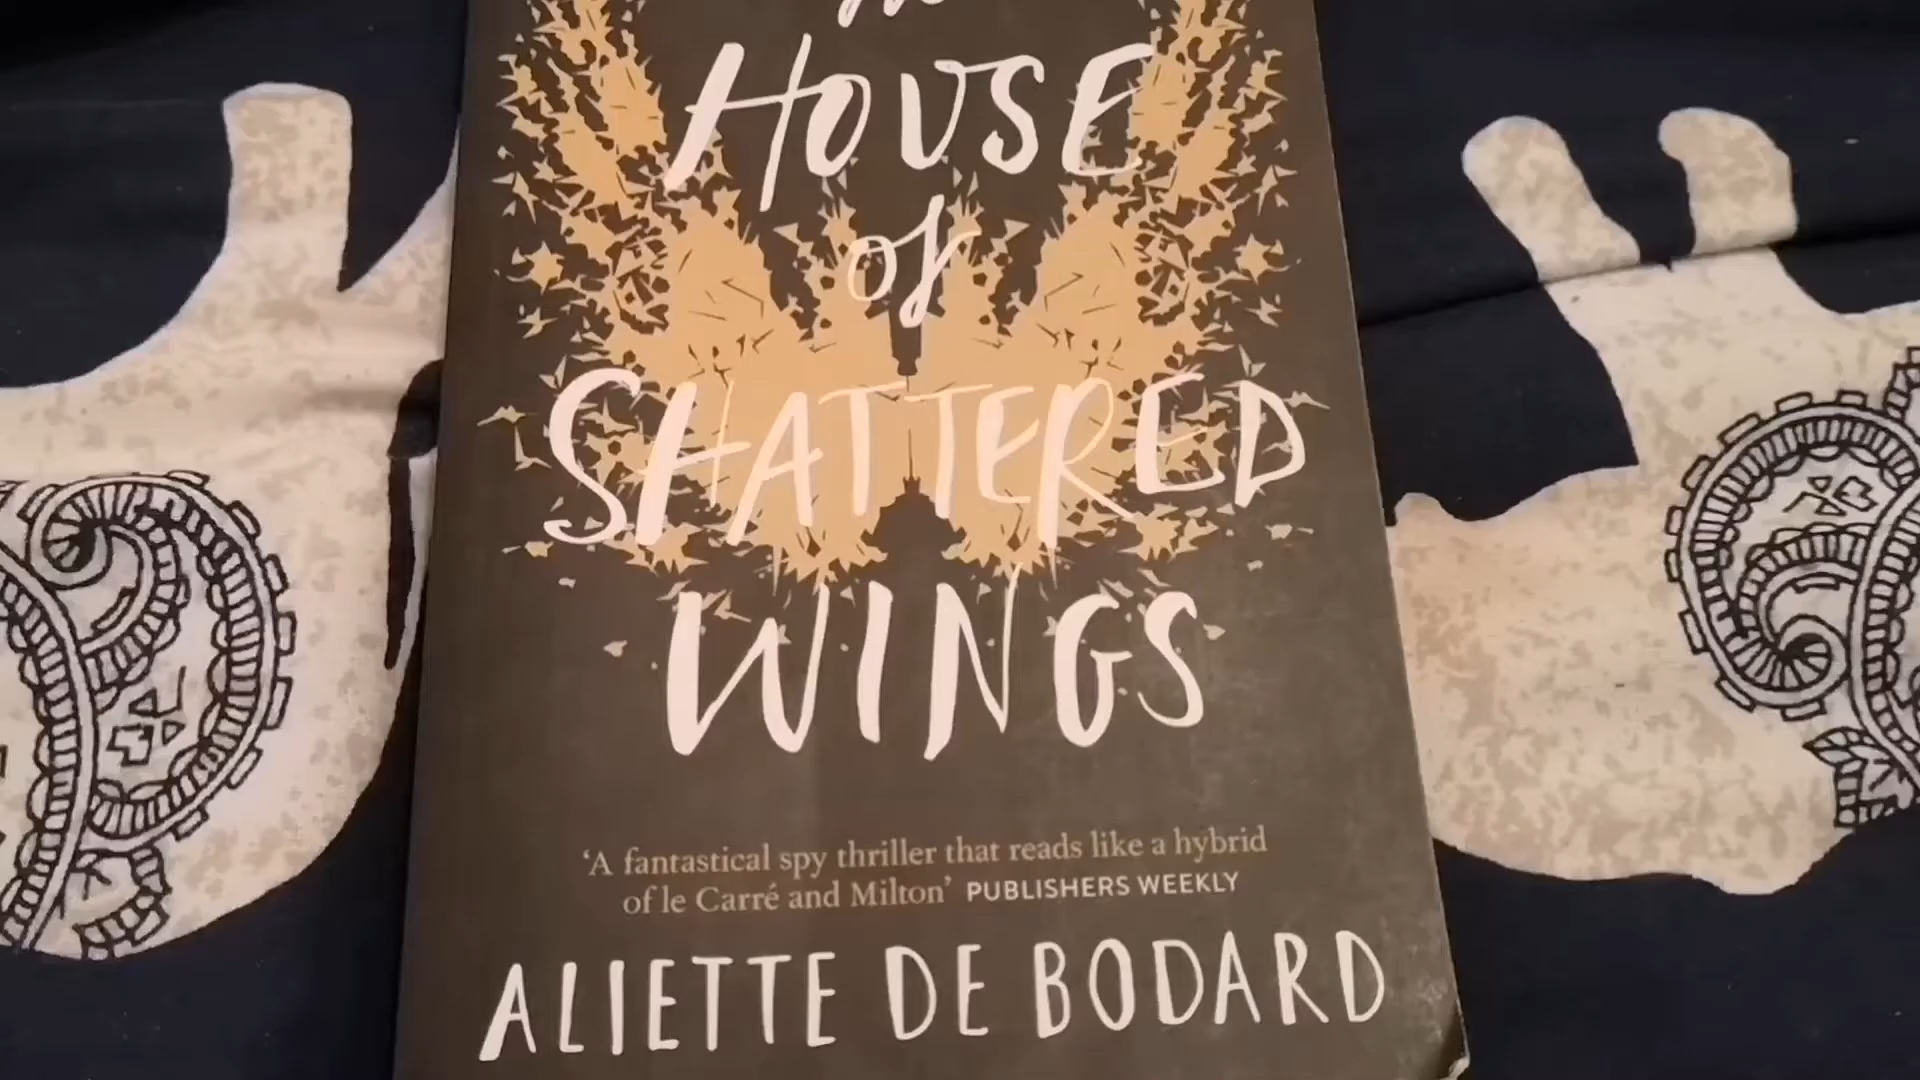 HOUSE
of
SHATTERED
WINGS
‘A fantastical spy thriller that reads like a hybrid
of le Carré and Milton’ PUBLISHERS WEEKLY
ALIETTE DE BODARD